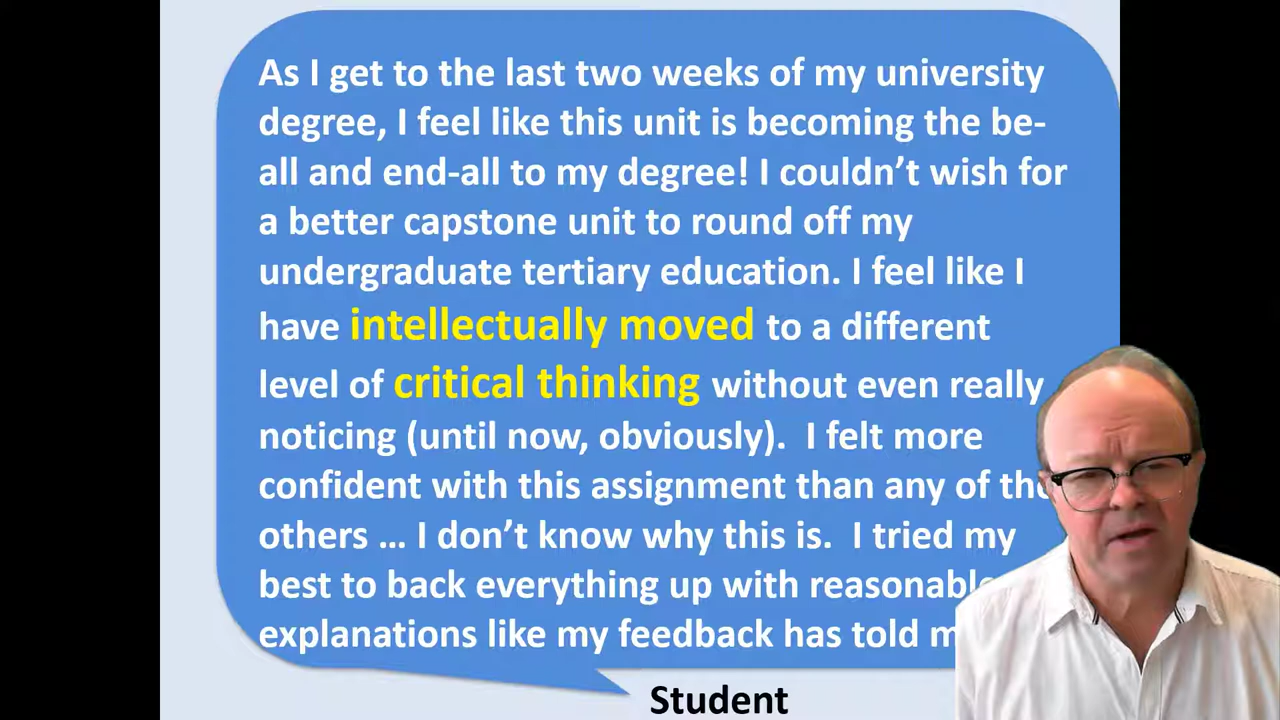 As I get to the last two weeks of my university
degree, I feel like this unit is becoming the be-
all and end-all to my degree! I couldn’t wish for
a better capstone unit to round off my
undergraduate tertiary education. I feel like I
have intellectually moved to a different
level of critical thinking without even really
noticing (until now, obviously).  I felt more
confident with this assignment than any of the
others ... I don’t know why this is.  I tried my
best to back everything up with reasonable
explanations like my feedback has told
Student